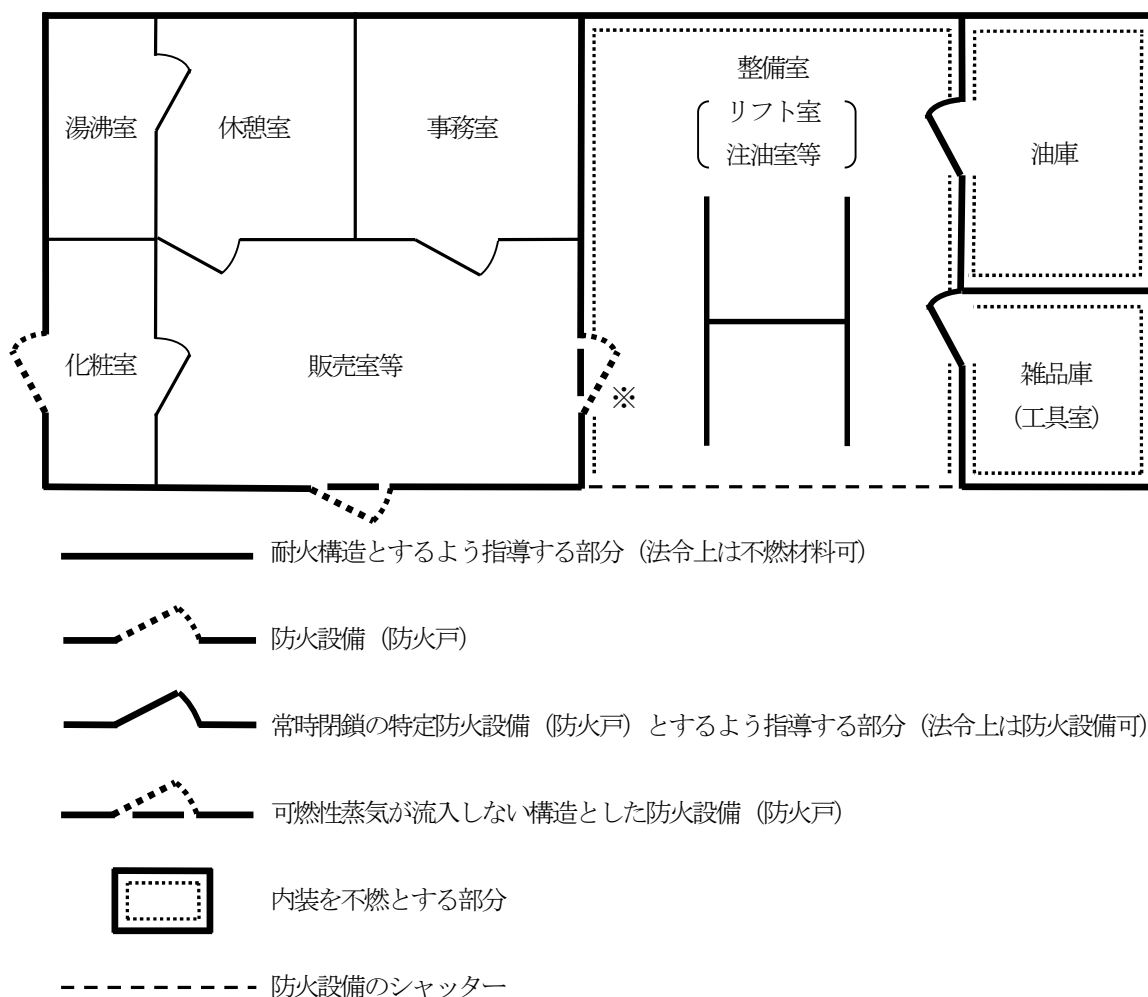 湯沸室
休憩室
事務室
整備室
リフト室
注油室等
油庫
化粧室
販売室等
※
雑品庫
（工具室）
耐火構造とするよう指導する部分（法令上は不燃材料可）
防火設備（防火戸）
常時閉鎖の特定防火設備（防火戸）とするよう指導する部分（法令上は防火設備可）
可燃性蒸気が流入しない構造とした防火設備（防火戸）
内装を不燃とする部分
防火設備のシャッター